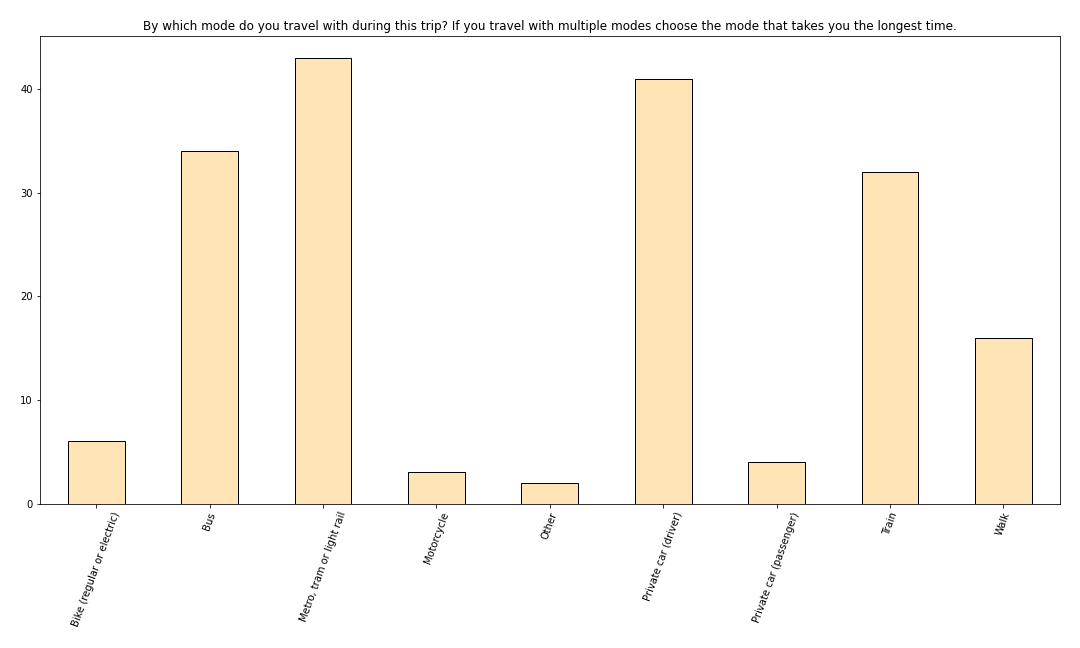 By which mode do you travel with during this trip? If you travel with multiple modes choose the mode that takes you the longest time.
40
30
20
10
0
Bike (regular or electric)
Bus
Metro, tram or light rail
Motorcycle
Other
Private car (driver)
Private car (passenger)
Train
Walk